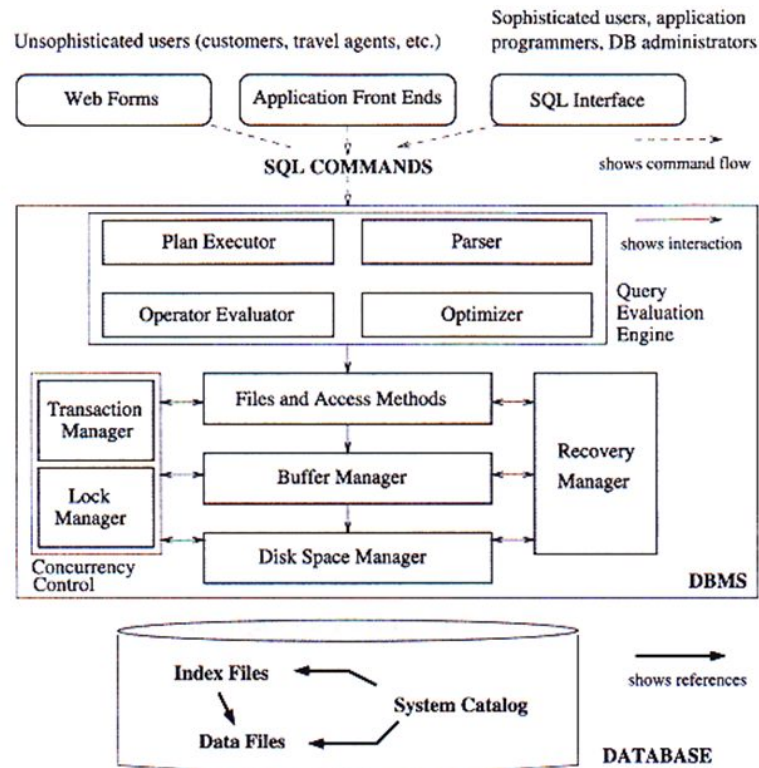 Unsophisticated users (customers, travel agents, etc.)
Sophisticated users, application
programmers, DB administrators
Web Forms
Application Front Ends
SQL Interface
SQL COMMANDS
shows command flow
Plan Executor
Parser
shows interaction
Operator Evaluator
Optimizer
Query
Evaluation
Engine
Transaction
Manager
Files and Access Methods
Lock
Manager
Buffer Manager
Recovery
Manager
Disk Space Manager
Concurrency
Control
DBMS
Index Files
System Catalog
Data Files
shows references
DATABASE